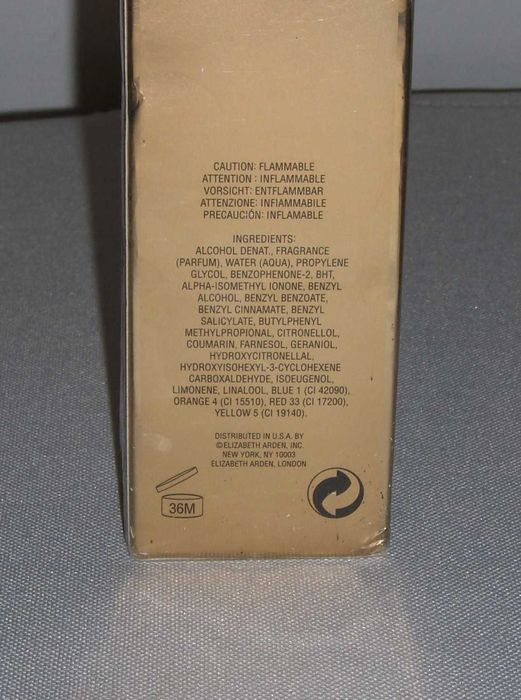 CAUTION: FLAMMABLE
ATTENTION : INFLAMMABLE
VORSICHT: ENTFLAMMBAR
ATTENZIONE: INFIAMMABILE
PRECAUCIÓN: INFLAMABLE
INGREDIENTS:
ALCOHOL DENAT., FRAGRANCE
(PARFUM), WATER (AQUA), PROPYLENE
GLYCOL, BENZOPHENONE-2, BHT,
ALPHA-ISOMETHYL IONONE, BENZYL
ALCOHOL, BENZYL BENZOATE,
BENZYL CINNAMATE, BENZYL
SALICYLATE, BUTYLPHENYL
METHYLPROPIONAL, CITRONELLOL,
COUMARIN, FARNESOL, GERANIOL,
HYDROXYCITRONELLAL,
HYDROXYISOHEXYL-3-CYCLOHEXENE
CARBOXALDEHYDE, ISOEUGENOL,
LIMONENE, LINALOOL, BLUE 1 (CI 42090),
ORANGE 4 (CI 15510), RED 33 (CI 17200),
YELLOW 5 (CI 19140).
DISTRIBUTED IN U.S.A. BY
©ELIZABETH ARDEN, INC.
NEW YORK, NY 10003
ELIZABETH ARDEN, LONDON
36M